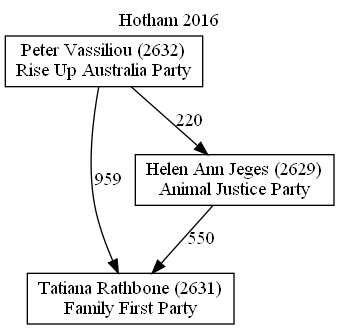 Hotham 2016
Peter Vassiliou (2632)
Rise Up Australia Party
220
959
Helen Ann Jeges (2629)
Animal Justice Party
550
Tatiana Rathbone (2631)
Family First Party